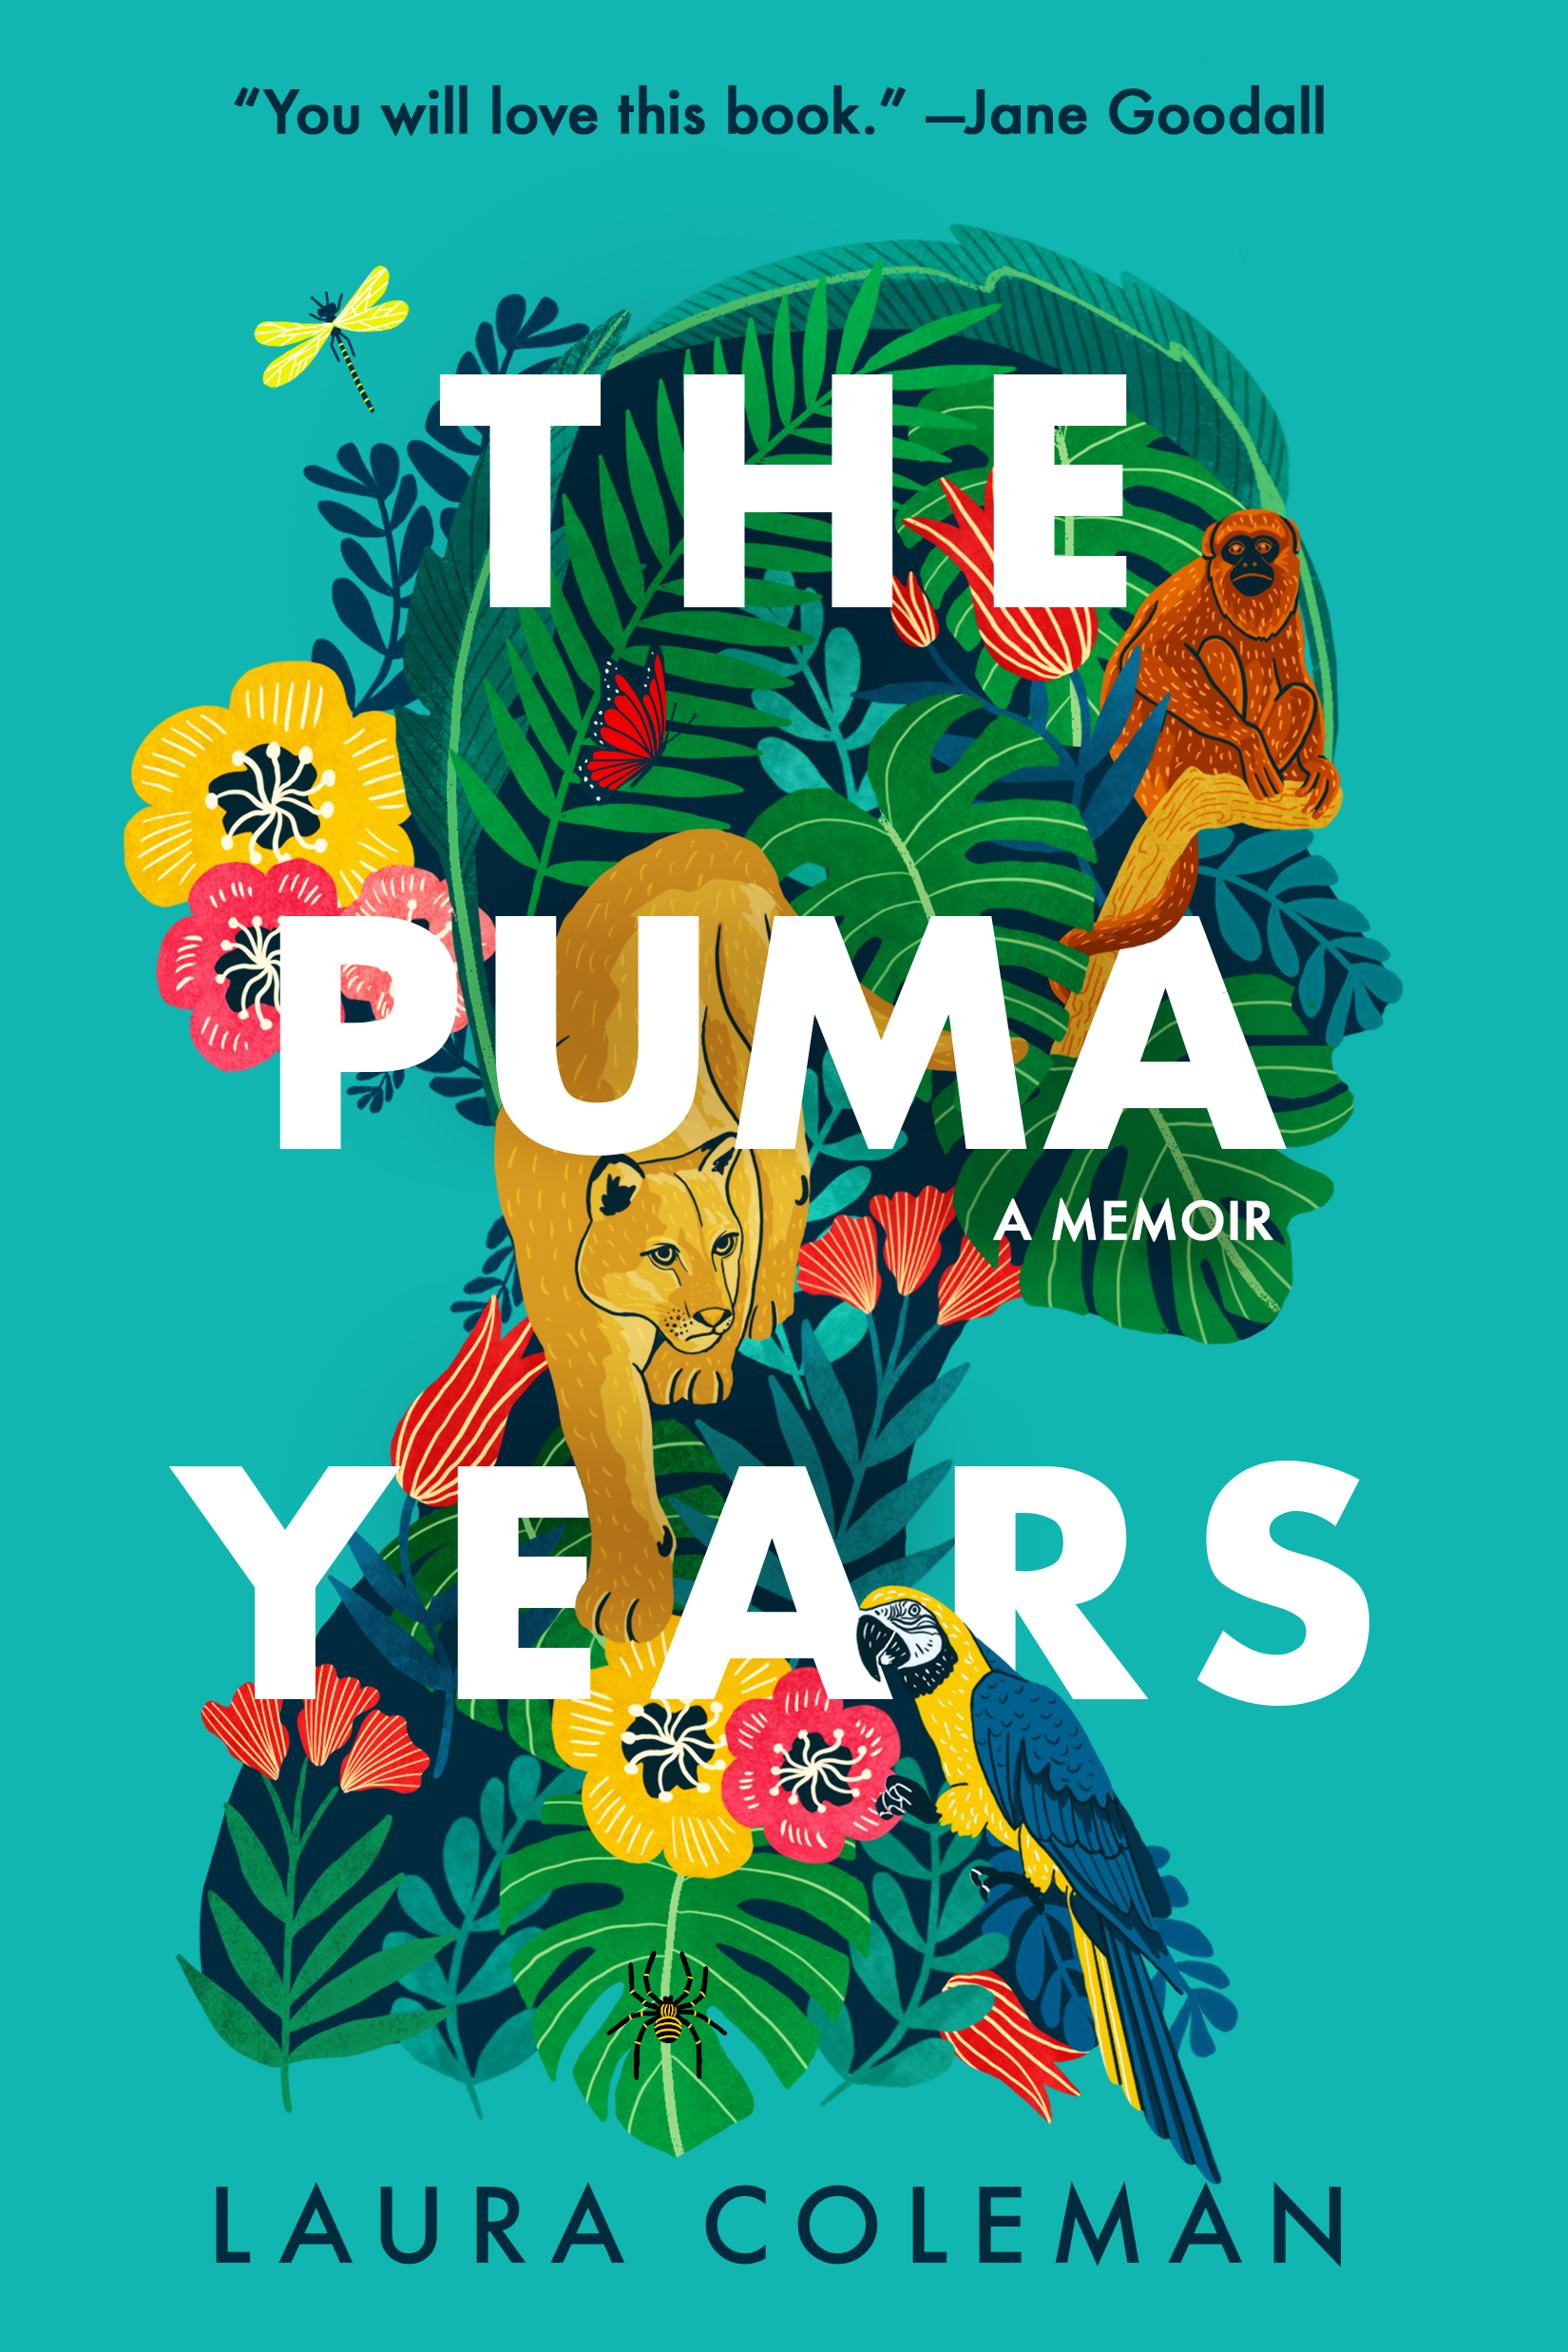 “You will love this book.” —Jane Goodall
THE
PUMA
A MEMOIR
YEARS
LAURA COLEMAN